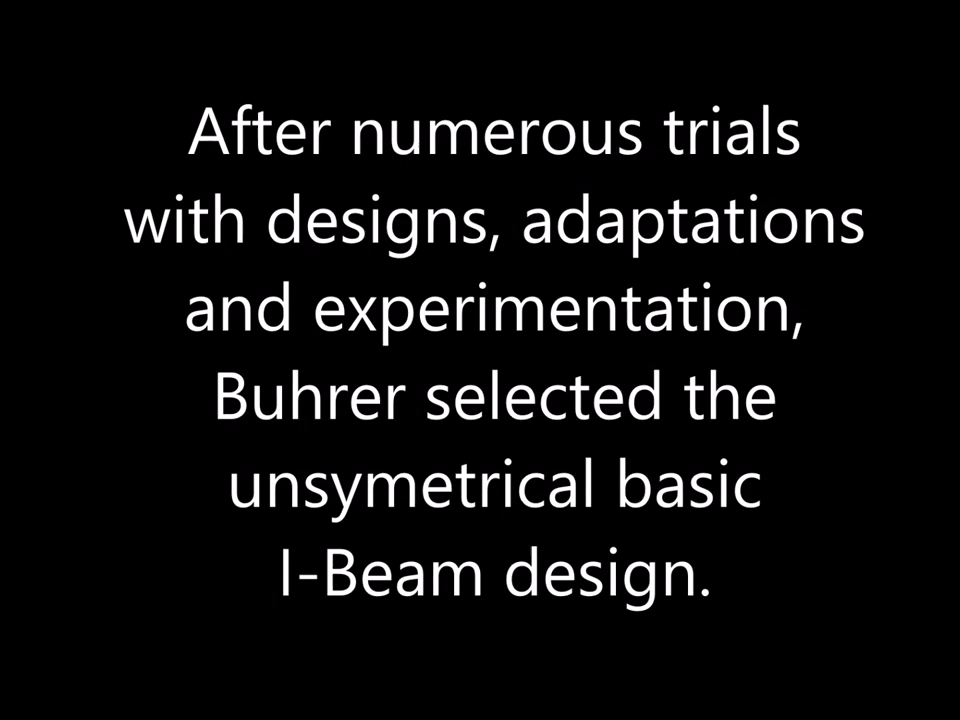 After numerous trials
with designs, adaptations
and experimentation,
Buhrer selected the
unsymetrical basic
I-Beam design.